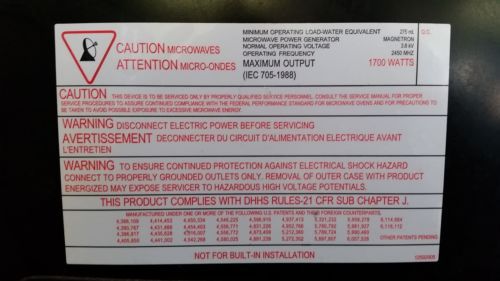 CAUTION MICROWAVES
ATTENTION MICRO-ONDES
MINIMUM OPERATING LOAD-WATER EQUIVALENT 275 mL
MICROWAVE POWER GENERATOR MAGNETRON
NORMAL OPERATING VOLTAGE 3.8 kV
OPERATING FREQUENCY 2450 MHZ
MAXIMUM OUTPUT 1700 WATTS
(IEC 705-1988)
CAUTION THIS DEVICE IS TO BE SERVICED ONLY BY PROPERLY QUALIFIED SERVICE PERSONNEL. CONSULT THE SERVICE MANUAL FOR PROPER
SERVICE PROCEDURES TO ASSURE CONTINUED COMPLIANCE WITH THE FEDERAL PERFORMANCE STANDARD FOR MICROWAVE OVENS AND FOR PRECAUTIONS TO
BE TAKEN TO AVOID POSSIBLE EXPOSURE TO EXCESSIVE MICROWAVE ENERGY.
WARNING DISCONNECT ELECTRIC POWER BEFORE SERVICING
AVERTISSEMENT DECONNECTER DU CIRCUIT D'ALIMENTATION ELECTRIQUE AVANT
L'ENTRETIEN
WARNING TO ENSURE CONTINUED PROTECTION AGAINST ELECTRICAL SHOCK HAZARD
CONNECT TO PROPERLY GROUNDED OUTLETS ONLY. REMOVAL OF OUTER CASE WITH PRODUCT
ENERGIZED MAY EXPOSE SERVICER TO HAZARDOUS HIGH VOLTAGE POTENTIALS.
THIS PRODUCT COMPLIES WITH DHHS RULES-21 CFR SUB CHAPTER J.
MANUFACTURED UNDER ONE OR MORE OF THE FOLLOWING U.S. PATENTS AND THEIR FOREIGN COUNTERPARTS.
OTHER PATENTS PENDING
NOT FOR BUILT-IN INSTALLATION